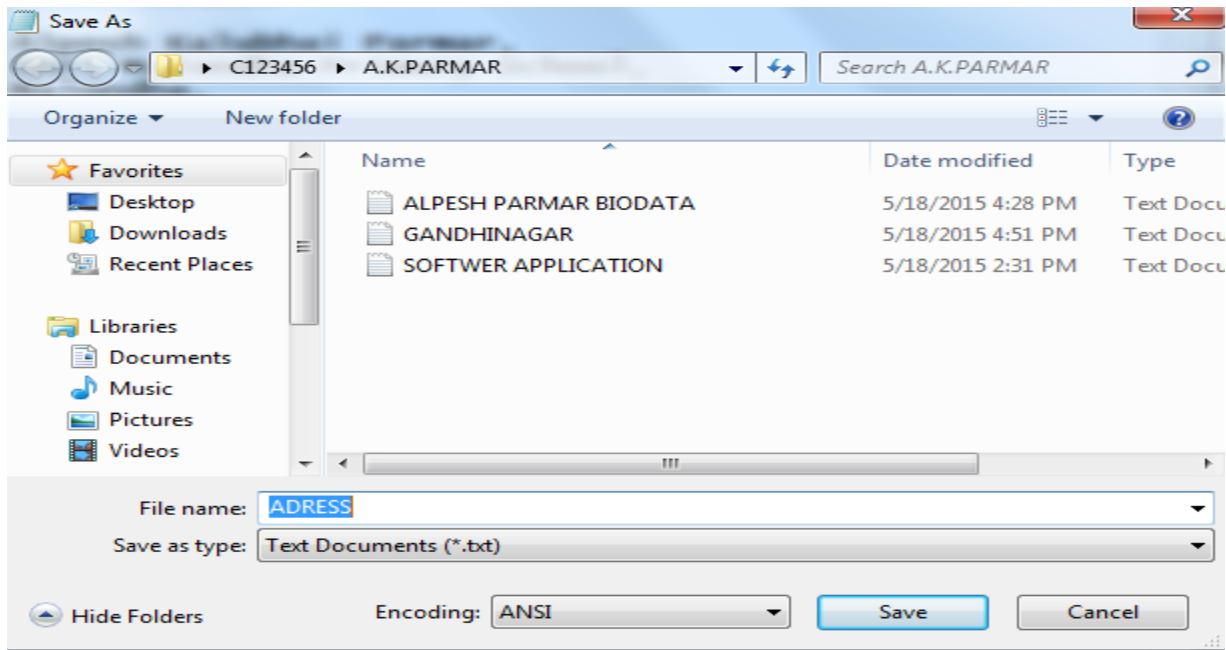 Save As
C123456 A.K.PARMAR Search A.K.PARMAR
Organize New folder
Name Date modified Type
Favorites
Desktop
Downloads
Recent Places
Libraries
Documents
Music
Pictures
Videos
ALPESH PARMAR BIODATA 5/18/2015 4:28 PM Text Docu
GANDHINAGAR 5/18/2015 4:51 PM Text Docu
SOFTWER APPLICATION 5/18/2015 2:31 PM Text Docu
File name: ADRESS
Save as type: Text Documents (*.txt)
Hide Folders Encoding: ANSI Save Cancel